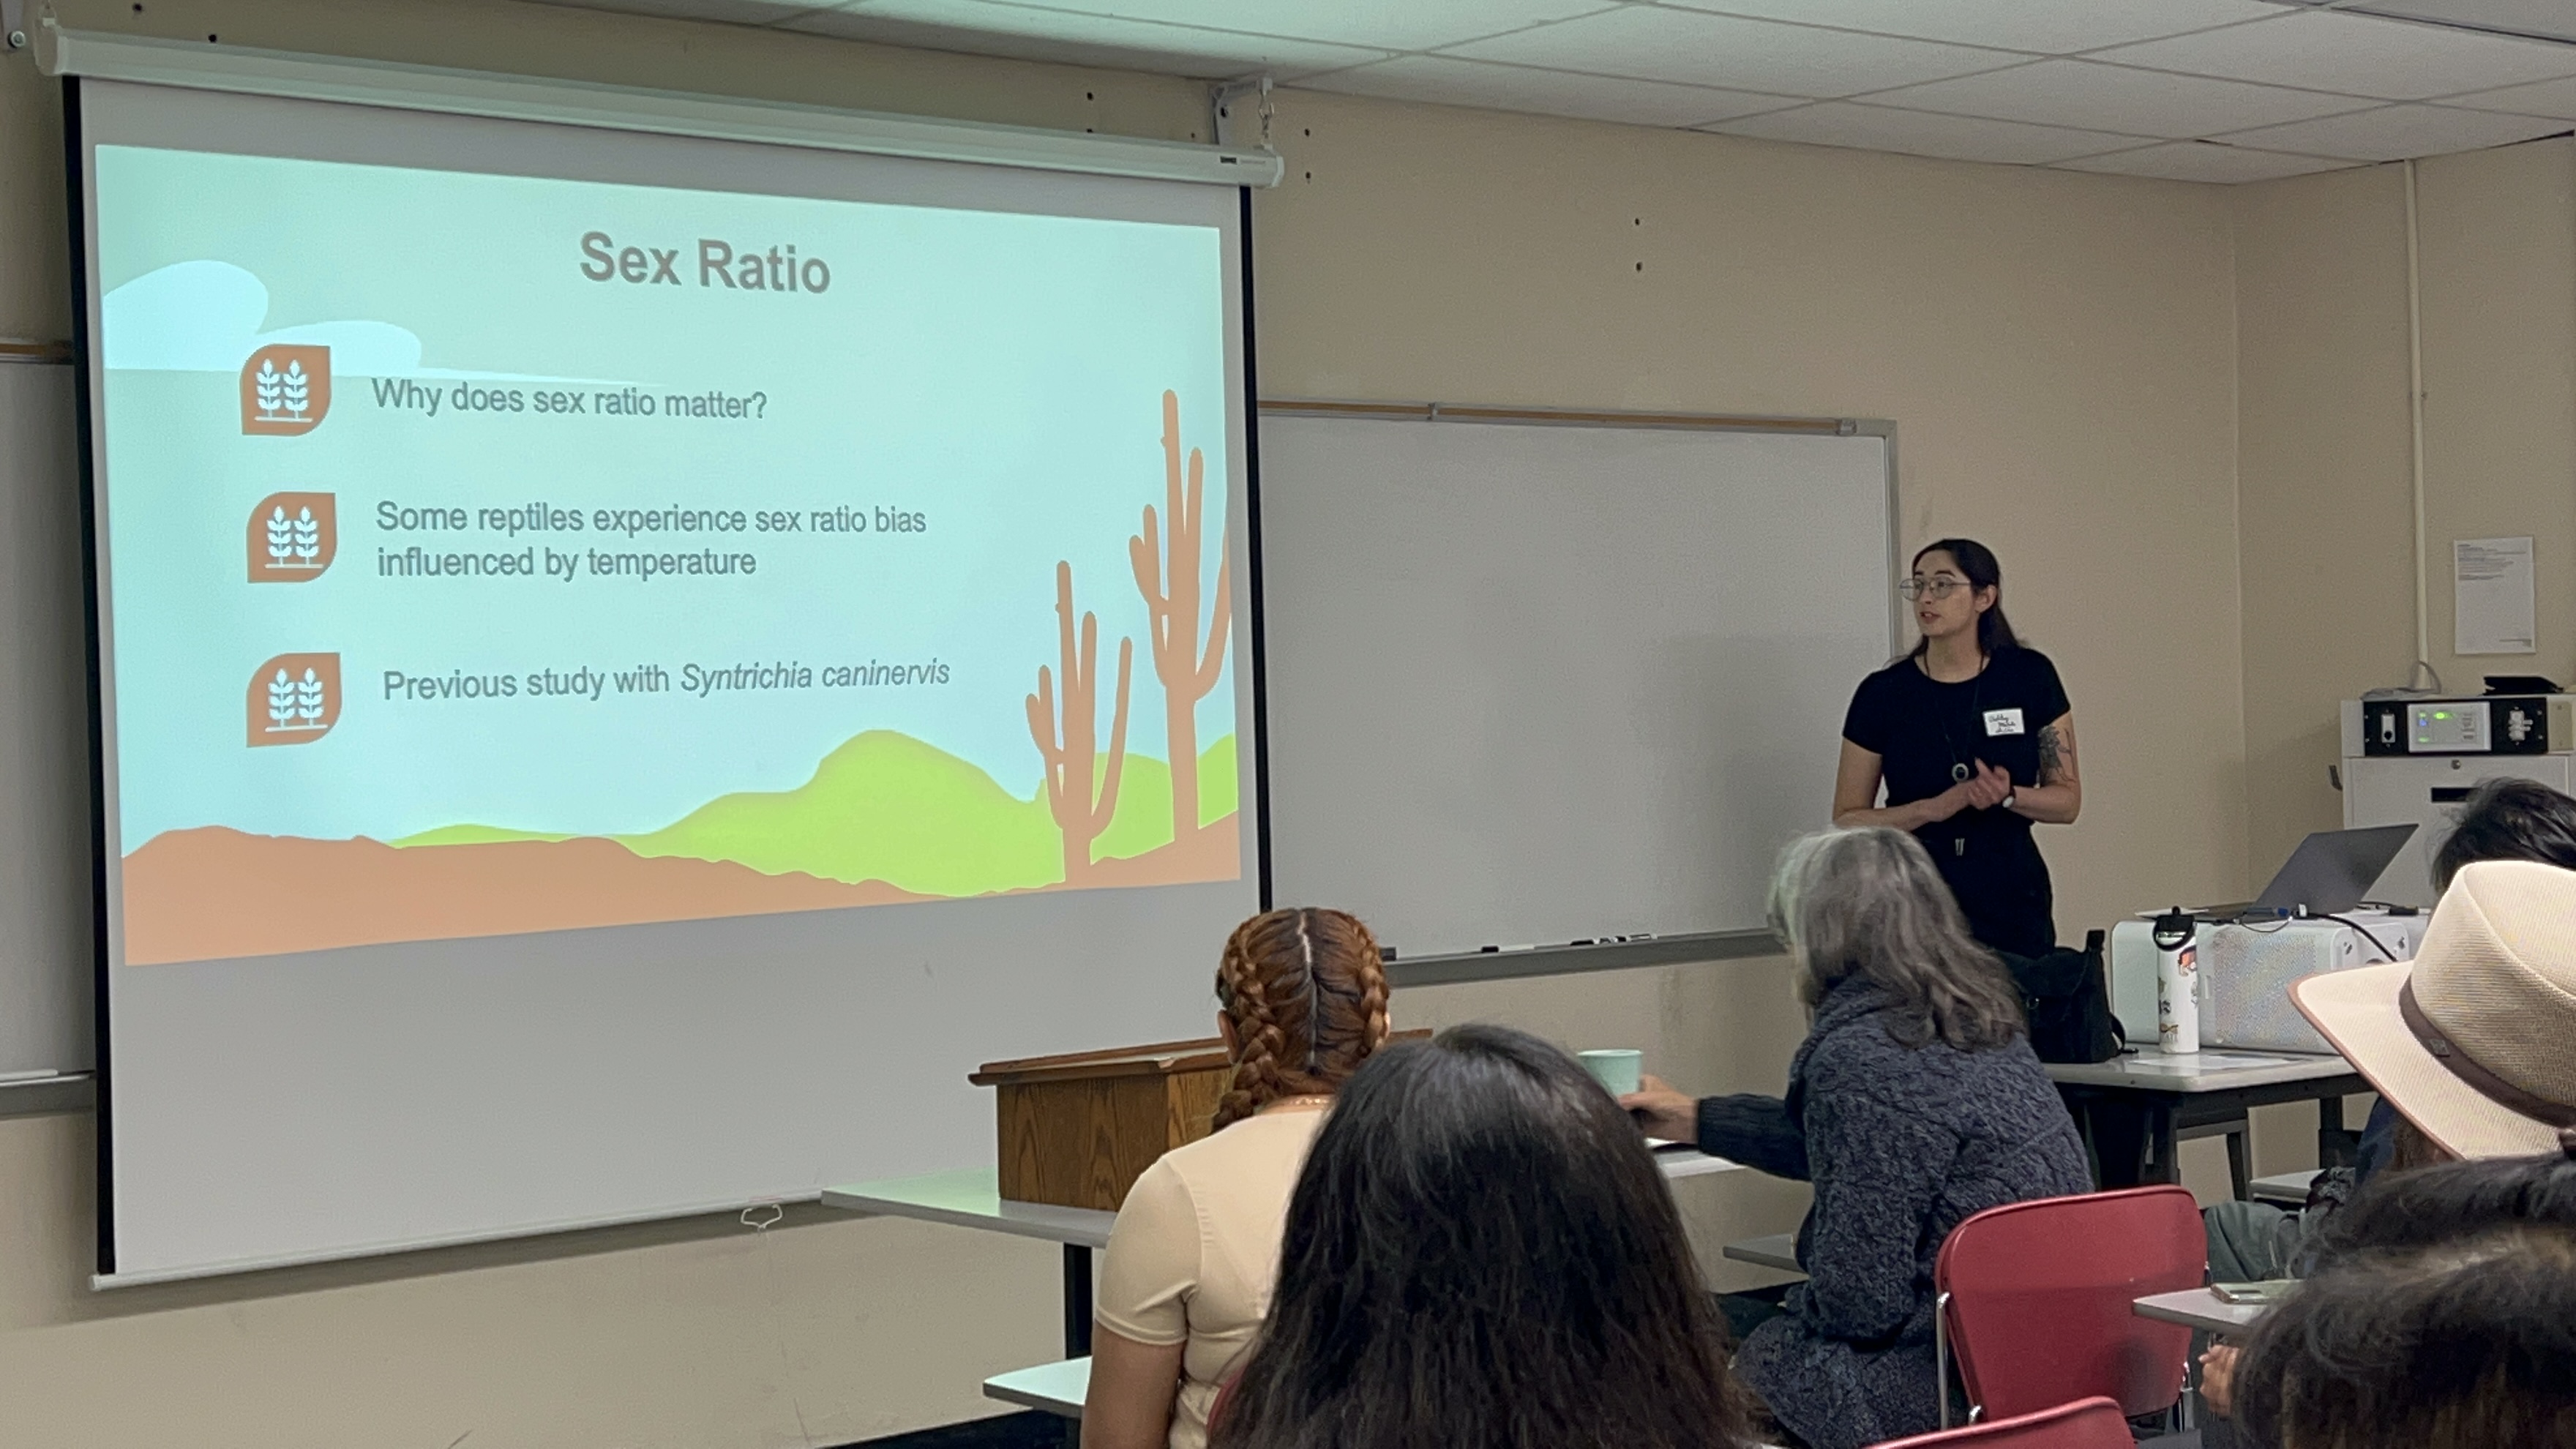 Sex Ratio
Why does sex ratio matter?
Some reptiles experience sex ratio bias
influenced by temperature
Previous study with Syntrichia caninervis